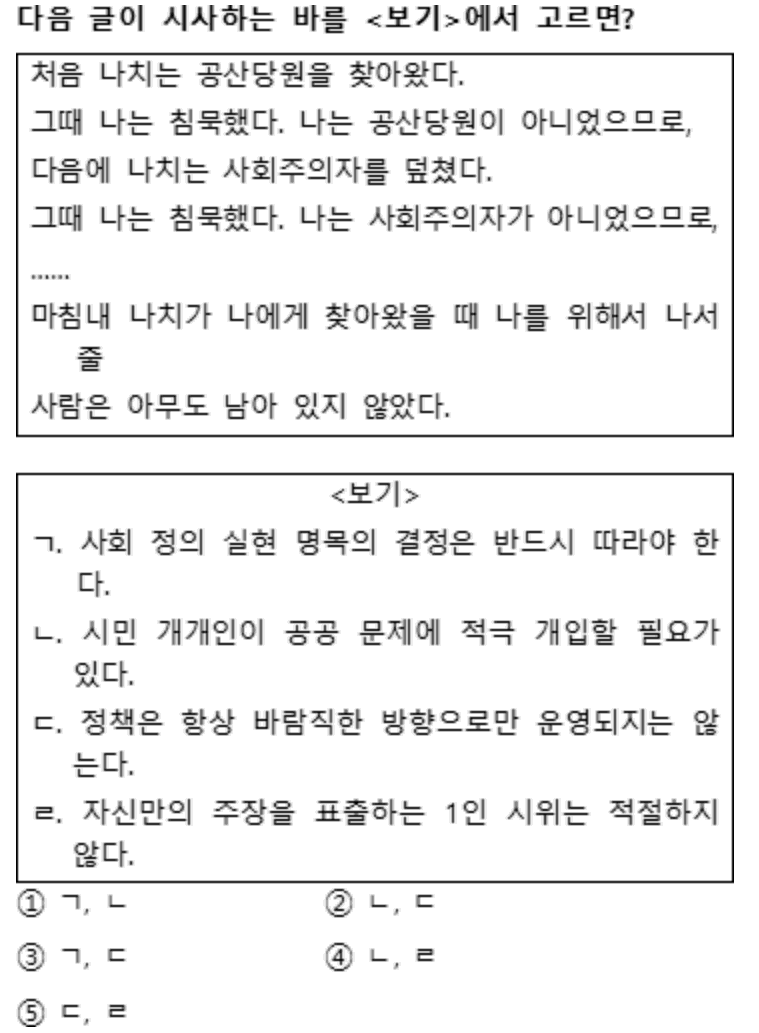 다음 글이 시사하는 바를 <보기>에서 고르면?
처음 나치는 공산당원을 찾아왔다.
그때 나는 침묵했다. 나는 공산당원이 아니었으므로,
다음에 나치는 사회주의자를 덮쳤다.
그때 나는 침묵했다. 나는 사회주의자가 아니었으므로,
......
마침내 나치가 나에게 찾아왔을 때 나를 위해서 나서
줄
사람은 아무도 남아 있지 않았다.
<보기>
ㄱ. 사회 정의 실현 명목의 결정은 반드시 따라야 한
다.
ㄴ. 시민 개개인이 공공 문제에 적극 개입할 필요가
있다.
ㄷ. 정책은 항상 바람직한 방향으로만 운영되지는 않
는다.
ㄹ. 자신만의 주장을 표출하는 1인 시위는 적절하지
않다.
① ㄱ, ㄴ ② ㄴ, ㄷ
③ ㄱ, ㄷ ④ ㄴ, ㄹ
⑤ ㄷ, ㄹ